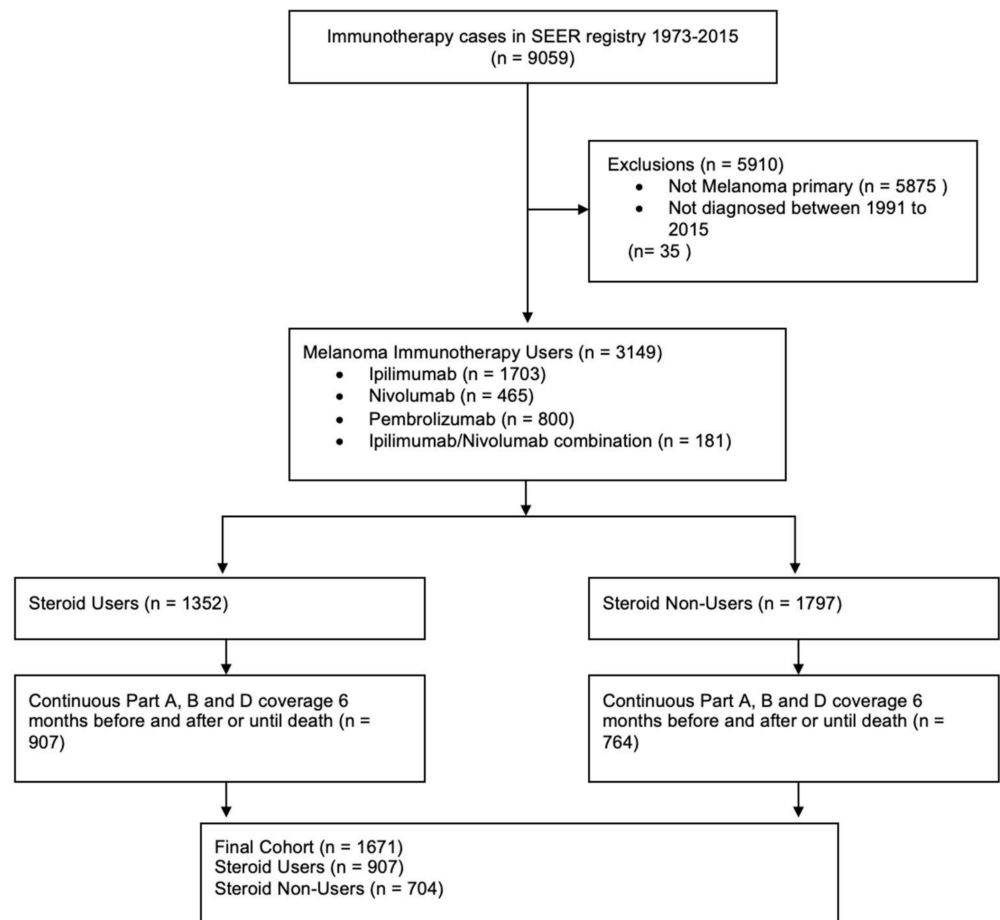 Immunotherapy cases in SEER registry 1973-2015
(n = 9059)
Exclusions (n = 5910)
• Not Melanoma primary (n = 5875 )
• Not diagnosed between 1991 to
2015
(n= 35 )
Melanoma Immunotherapy Users (n = 3149)
• Ipilimumab (n = 1703)
• Nivolumab (n = 465)
• Pembrolizumab (n = 800)
• Ipilimumab/Nivolumab combination (n = 181)
Steroid Users (n = 1352)
Steroid Non-Users (n = 1797)
Continuous Part A, B and D coverage 6
months before and after or until death (n =
907)
Continuous Part A, B and D coverage 6
months before and after or until death (n =
764)
Final Cohort (n = 1671)
Steroid Users (n = 907)
Steroid Non-Users (n = 704)